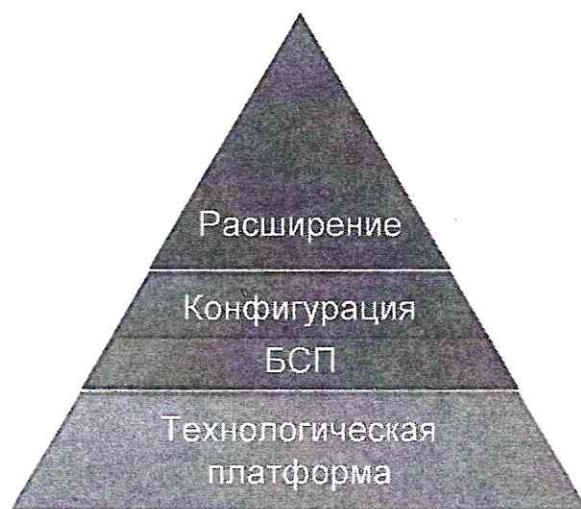 Расширение
Конфигурация
БСП
Технологическая
платформа